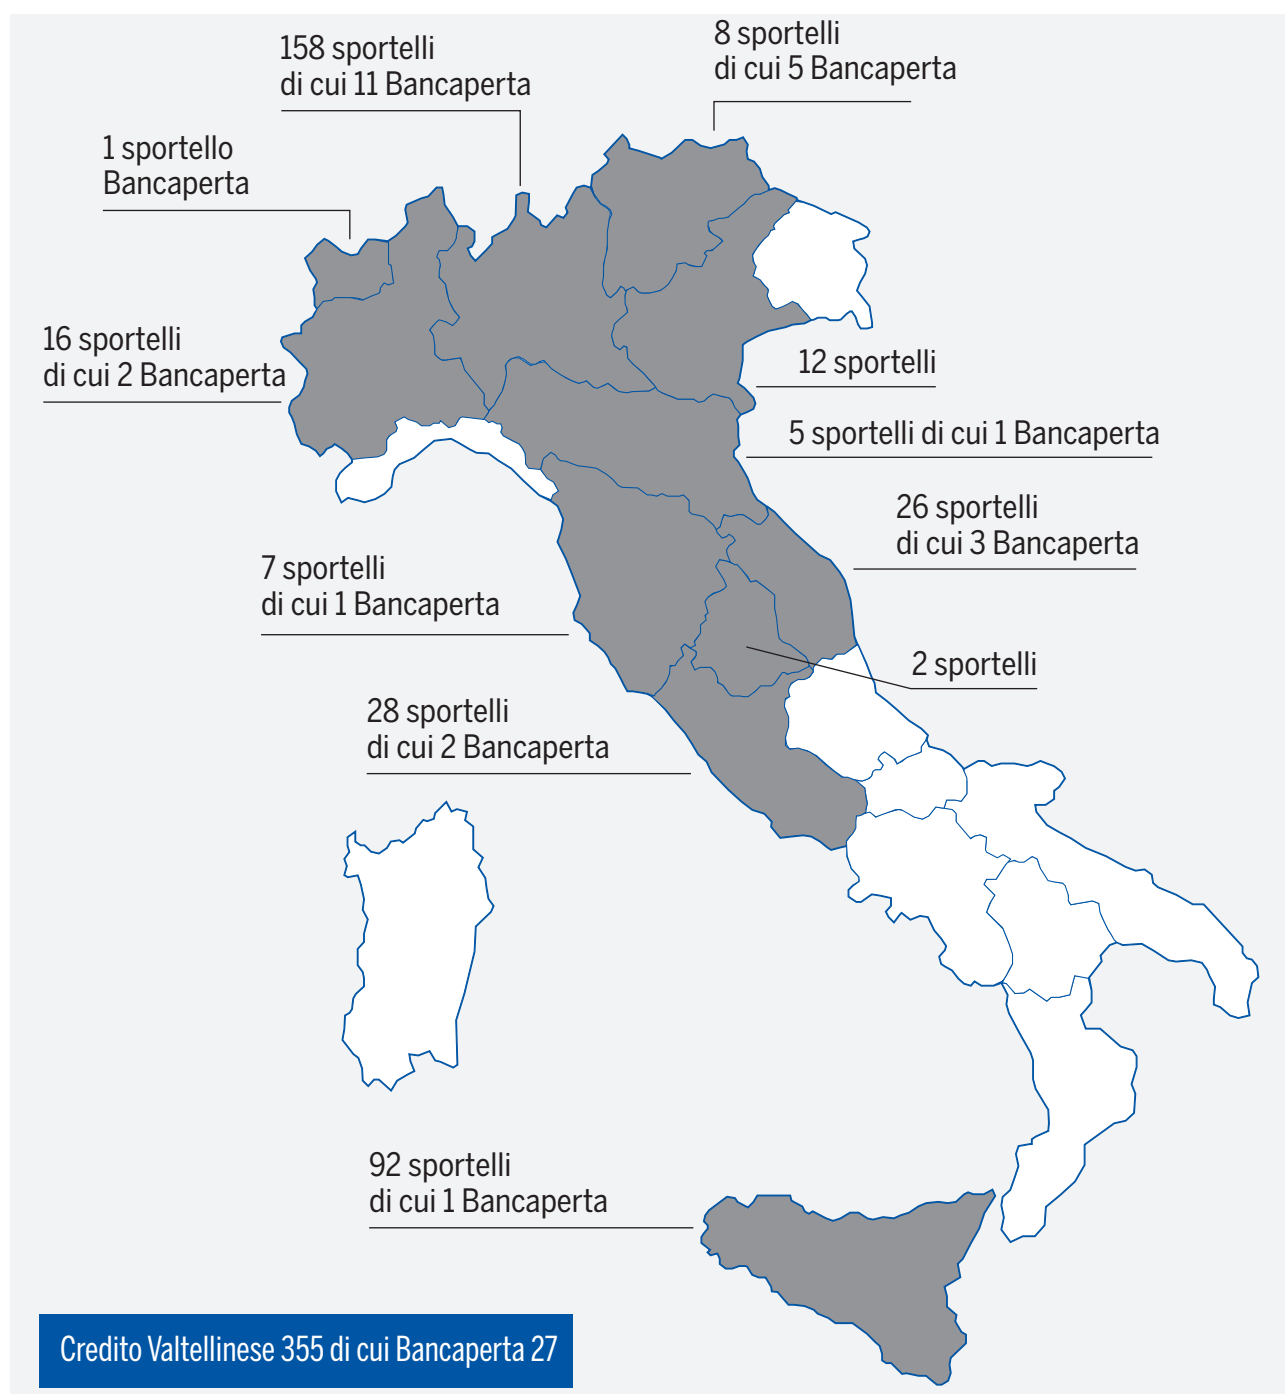 8 sportelli
di cui 5 Bancaperta
158 sportelli
di cui 11 Bancaperta
1 sportello
Bancaperta
16 sportelli
di cui 2 Bancaperta
12 sportelli
5 sportelli di cui 1 Bancaperta
26 sportelli
di cui 3 Bancaperta
7 sportelli
di cui 1 Bancaperta
2 sportelli
28 sportelli
di cui 2 Bancaperta
92 sportelli
di cui 1 Bancaperta
Credito Valtellinese 355 di cui Bancaperta 27